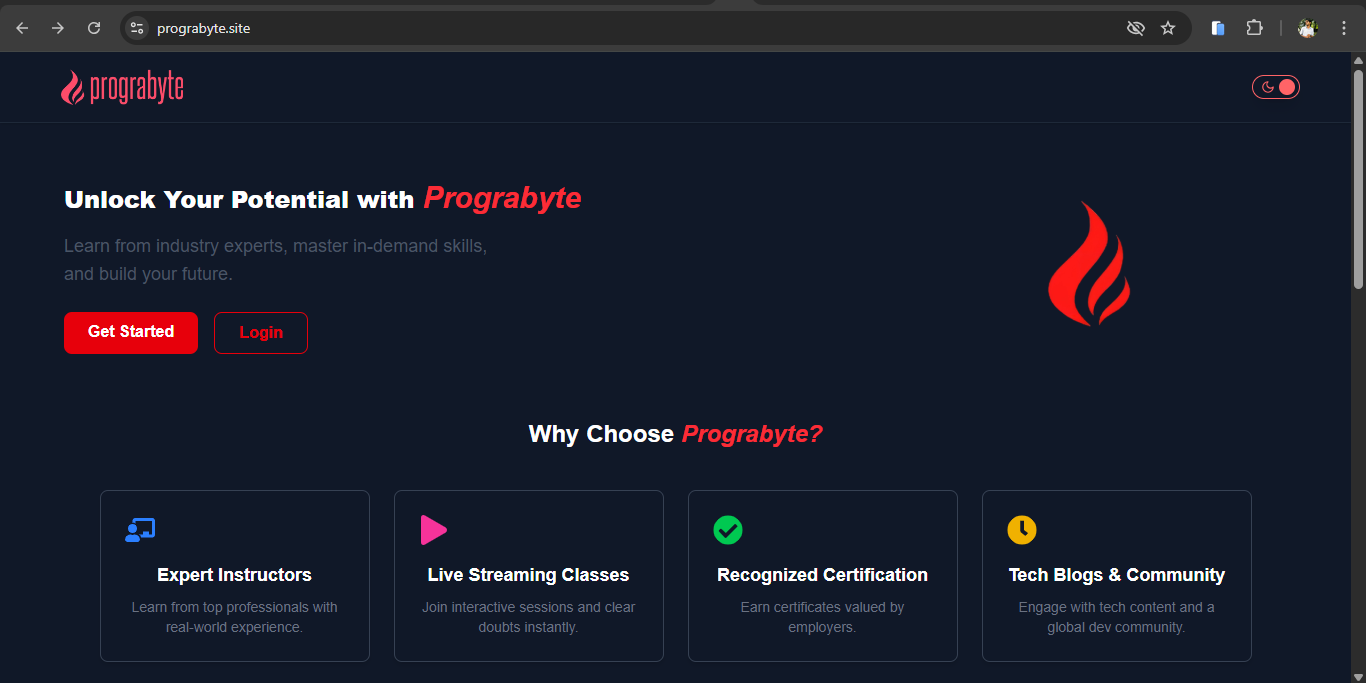 prograbyte.site
prograbyte
Unlock Your Potential with Prograbyte
Learn from industry experts, master in-demand skills,
and build your future.
Get Started
Login
Why Choose Prograbyte?
Expert Instructors
Learn from top professionals with
real-world experience.
Live Streaming Classes
Join interactive sessions and clear
doubts instantly.
Recognized Certification
Earn certificates valued by
employers.
Tech Blogs & Community
Engage with tech content and a
global dev community.